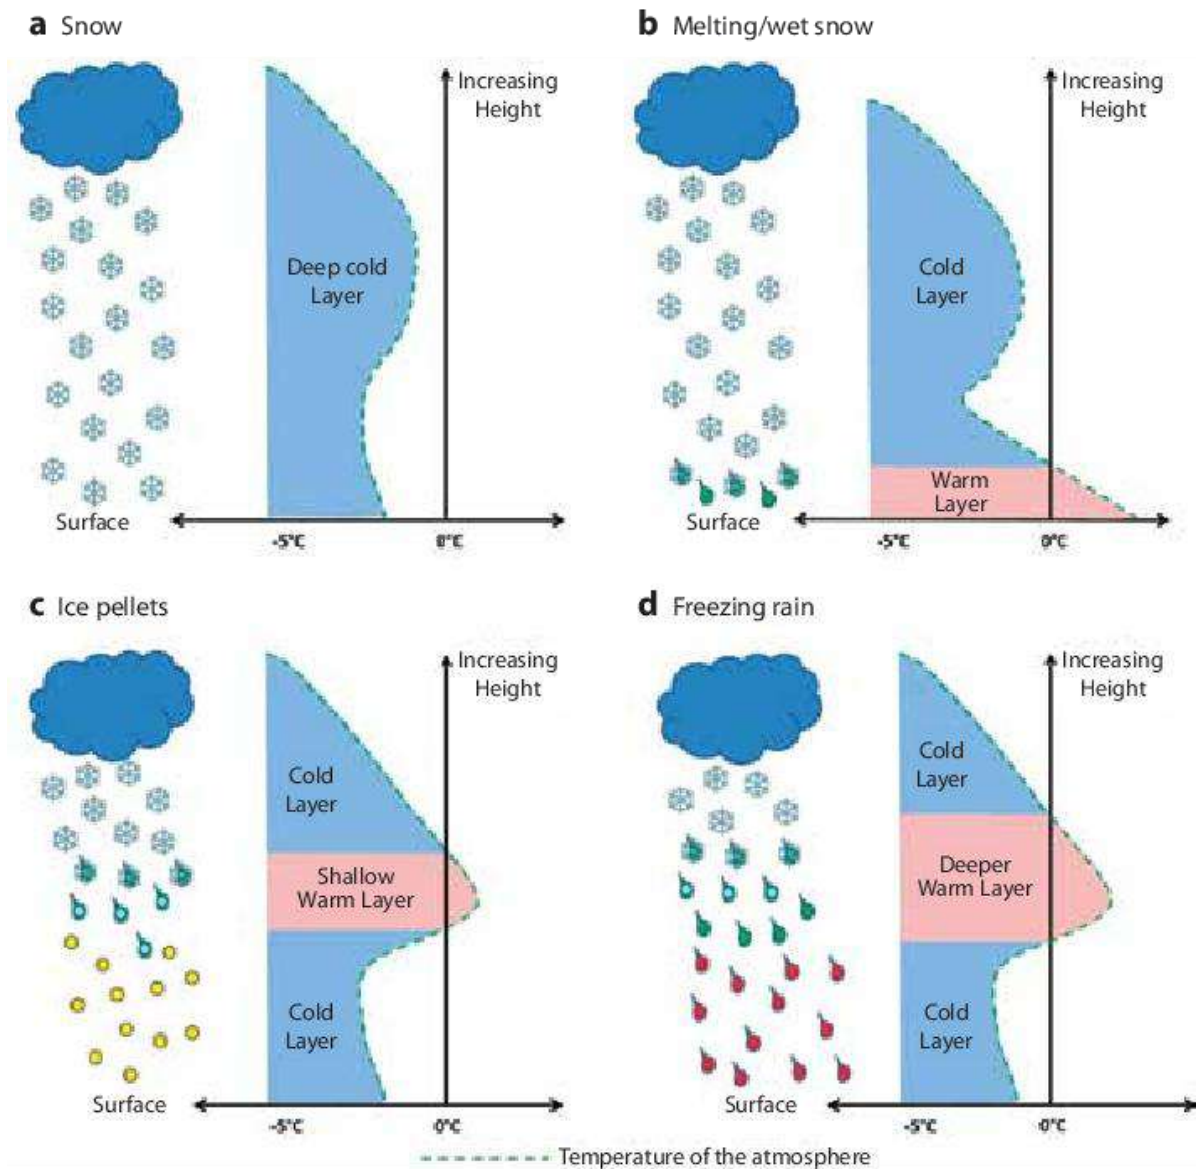 a Snow
Increasing
Height
Deep cold
Layer
Surface
-5°C
0°C
b Melting/wet snow
Increasing
Height
Cold
Layer
Warm
Layer
Surface
-5°C
0°C
c Ice pellets
Increasing
Height
Cold
Layer
Shallow
Warm Layer
Cold
Layer
Surface
-5°C
0°C
d Freezing rain
Increasing
Height
Cold
Layer
Deeper
Warm Layer
Cold
Layer
Surface
-5°C
0°C
Temperature of the atmosphere